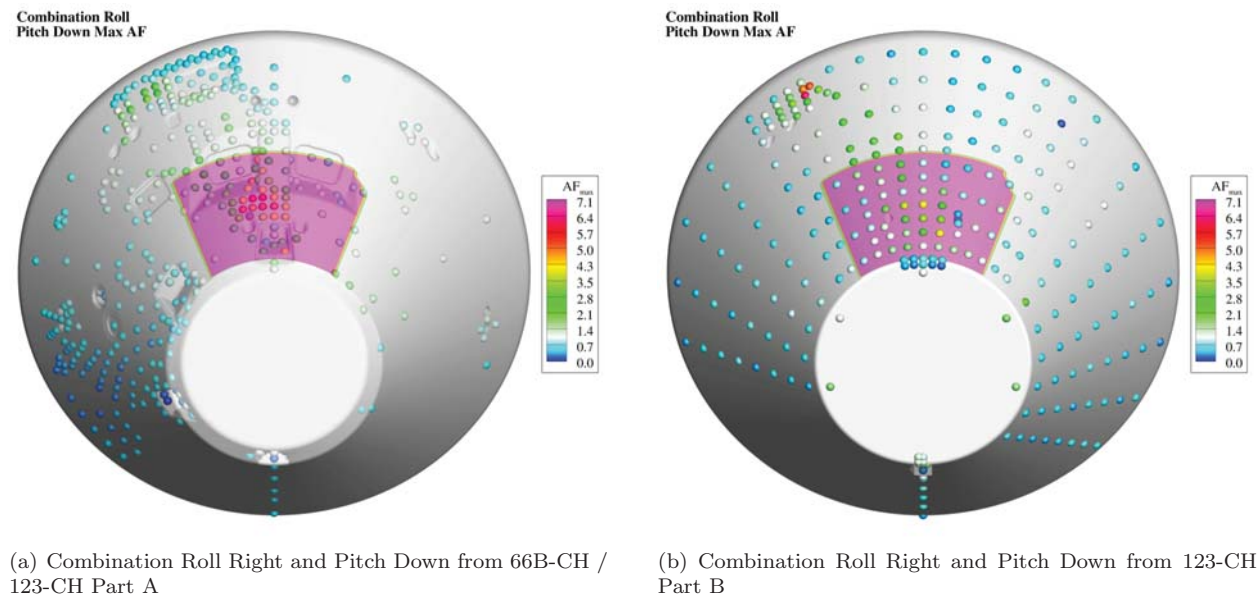 Combination Roll
Pitch Down Max AF
AFmax
7.1
6.4
5.7
5.0
4.3
3.5
2.8
2.1
1.4
0.7
0.0
Combination Roll
Pitch Down Max AF
AFmax
7.1
6.4
5.7
5.0
4.3
3.5
2.8
2.1
1.4
0.7
0.0
(a) Combination Roll Right and Pitch Down from 66B-CH /
123-CH Part A
(b) Combination Roll Right and Pitch Down from 123-CH
Part B